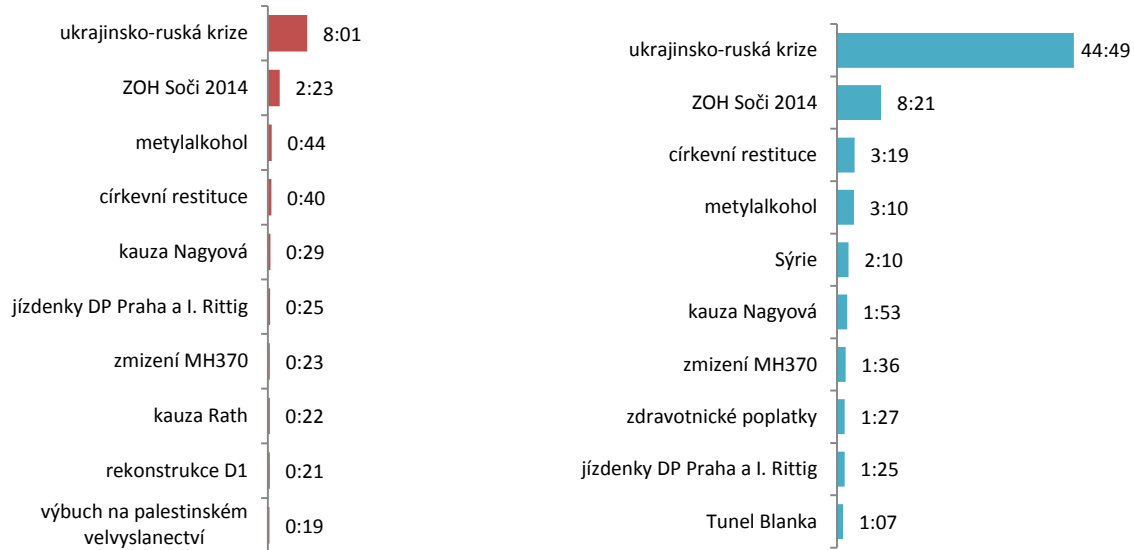 ukrajinsko-ruská krize 8:01
ZOH Soči 2014 2:23
metylalkohol 0:44
církevní restituce 0:40
kauza Nagyová 0:29
jízdenky DP Praha a I. Rittig 0:25
zmizení MH370 0:23
kauza Rath 0:22
rekonstrukce D1 0:21
výbuch na palestinském
velvyslanectví 0:19
ukrajinsko-ruská krize 44:49
ZOH Soči 2014 8:21
církevní restituce 3:19
metylalkohol 3:10
Sýrie 2:10
kauza Nagyová 1:53
zmizení MH370 1:36
zdravotnické poplatky 1:27
jízdenky DP Praha a I. Rittig 1:25
Tunel Blanka 1:07